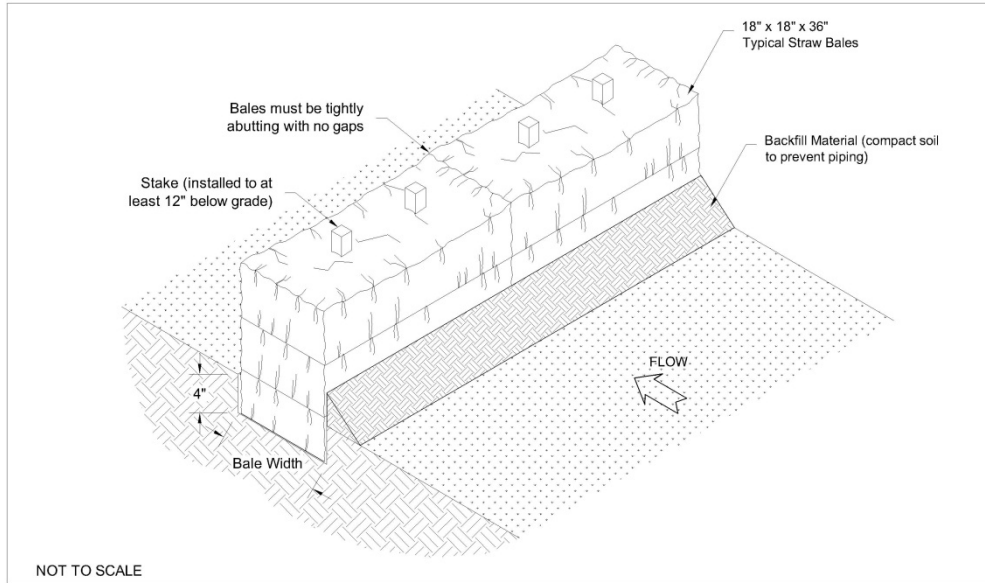 18" x 18" x 36"
Typical Straw Bales
Bales must be tightly
abutting with no gaps
Backfill Material (compact soil
to prevent piping)
Stake (installed to at
least 12" below grade)
FLOW
4"
Bale Width
NOT TO SCALE